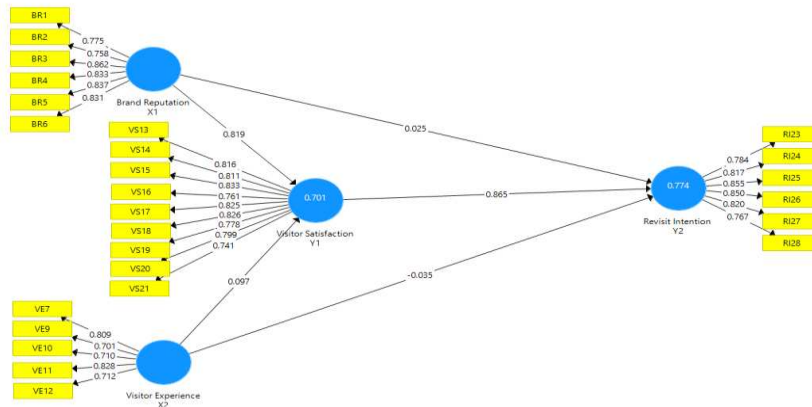 BR1
BR2
BR3
BR4
BR5
BR6
0.775
0.758
0.862
0.833
0.837
0.831
Brand Reputation
X1
0.819
0.025
VS13
VS14
VS15
VS16
VS17
VS18
VS19
VS20
VS21
0.816
0.811
0.833
0.761
0.825
0.826
0.778
0.799
0.741
0.701
Visitor Satisfaction
Y1
0.865
0.774
Revisit Intention
Y2
0.784
0.817
0.855
0.850
0.820
0.767
RI23
RI24
RI25
RI26
RI27
RI28
0.097
-0.035
VE7
VE9
VE10
VE11
VE12
0.809
0.701
0.710
0.828
0.712
Visitor Experience
X2